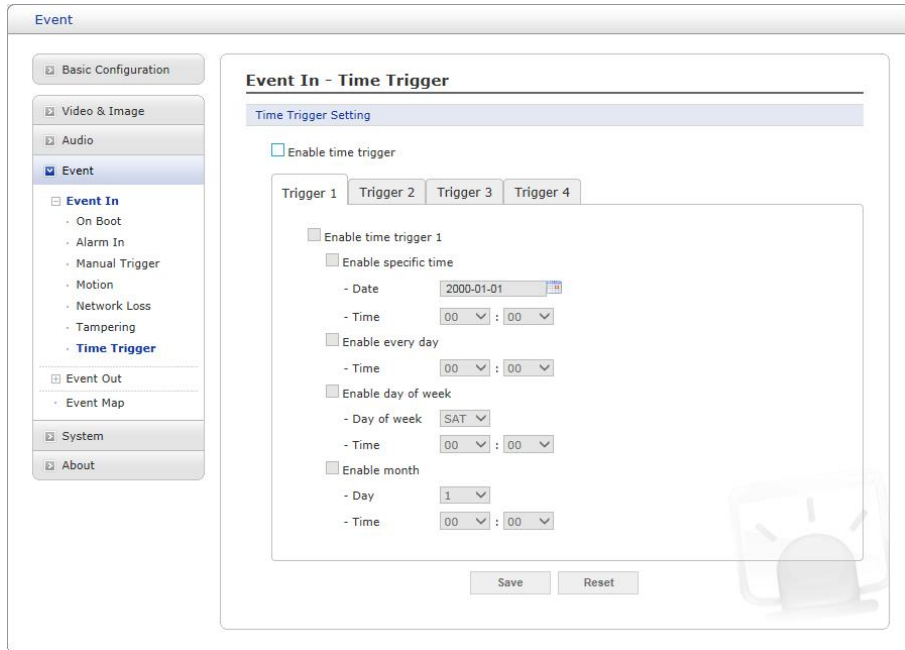 Event
Basic Configuration
Video & Image
Audio
Event
Event In
On Boot
Alarm In
Manual Trigger
Motion
Network Loss
Tampering
Time Trigger
Event Out
Event Map
System
About
Event In - Time Trigger
Time Trigger Setting
Enable time trigger
Trigger 1 Trigger 2 Trigger 3 Trigger 4
Enable time trigger 1
Enable specific time
- Date 2000-01-01
- Time 00 : 00
Enable every day
- Time 00 : 00
Enable day of week
- Day of week SAT
- Time 00 : 00
Enable month
- Day 1
- Time 00 : 00
Save Reset